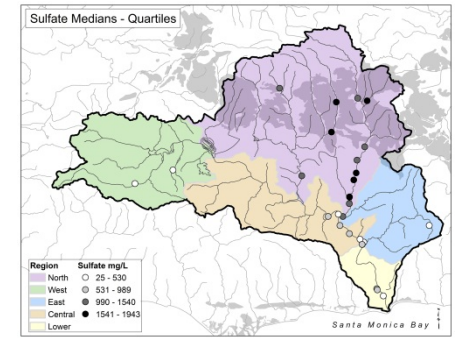 Sulfate Medians - Quartiles
Region Sulfate mg/L
North 25 - 530
West 531 - 989
East 990 - 1540
Central 1541 - 1943
Lower
Santa Monica Bay